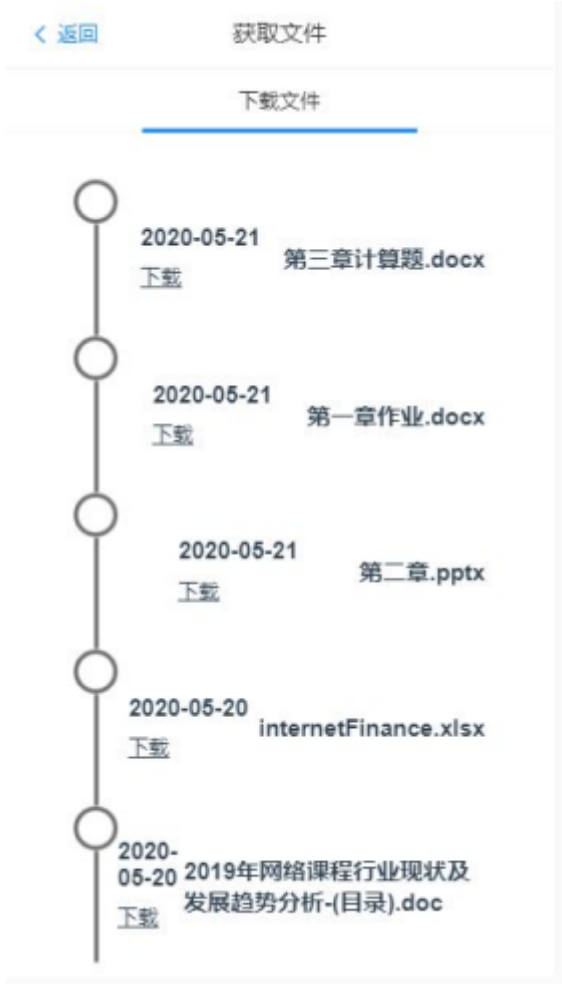 返回
获取文件
下载文件
2020-05-21
第三章计算题.docx
下载
2020-05-21
第一章作业.docx
下载
2020-05-21
第二章.pptx
下载
2020-05-20
internetFinance.xlsx
下载
2020-
05-20
2019年网络课程行业现状及
发展趋势分析-(目录).doc
下载